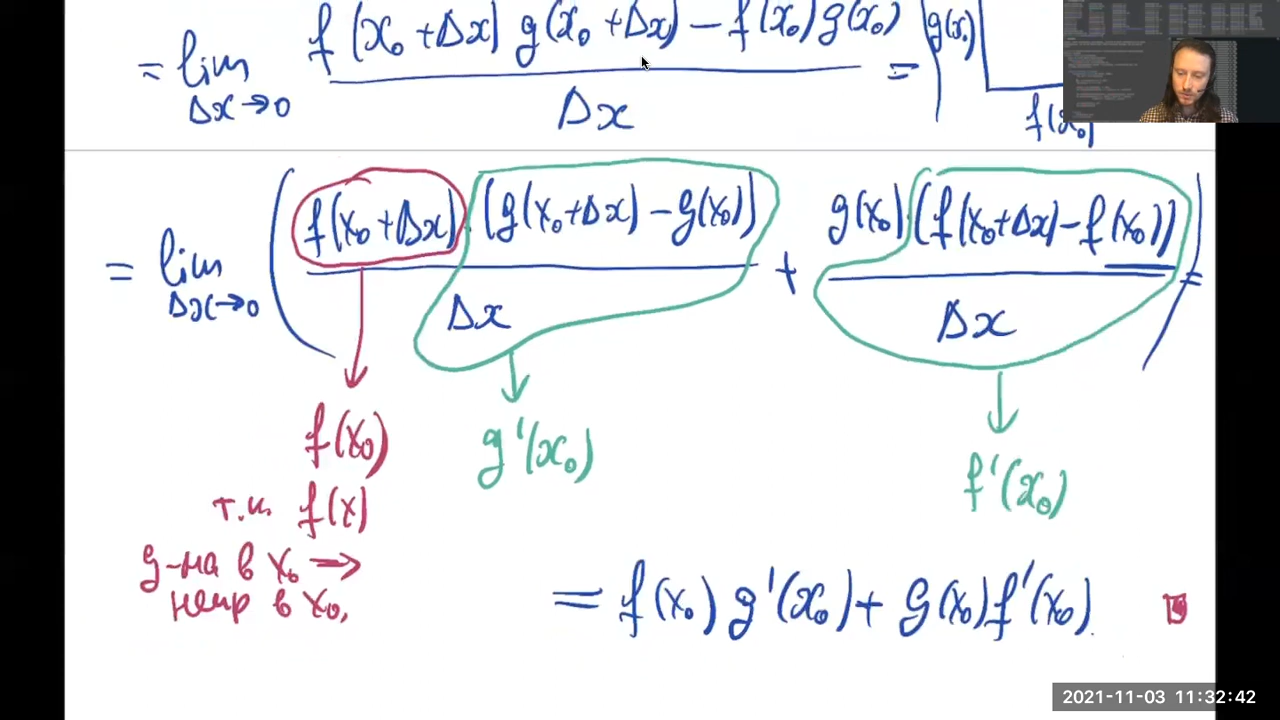 = lim Δx→0 f(x₀+Δx) g(x₀+Δx) − f(x₀)g(x₀) / Δx = g(x₀) f(x₀)
= lim Δx→0 ( f(x₀+Δx)·(g(x₀+Δx)−g(x₀)) / Δx + g(x₀)(f(x₀+Δx)−f(x₀)) / Δx ) =
f(x₀) g'(x₀) f'(x₀)
т.к. f(x)
д-ма в x₀ ⇒
непр в x₀.
= f(x₀) g'(x₀) + g(x₀)f'(x₀).
2021-11-03 11:32:42